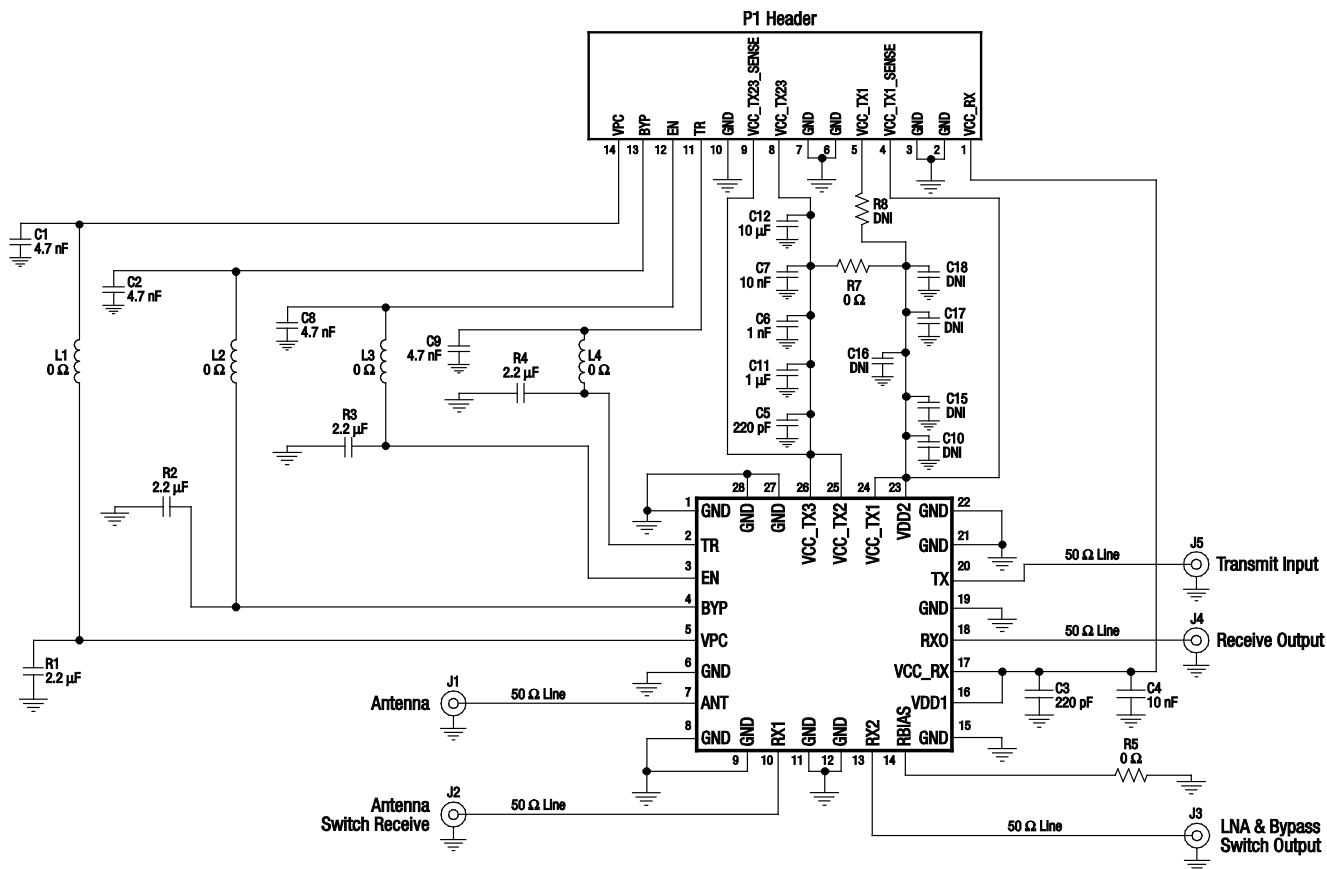 P1 Header
VPC
BYP
EN
TR
GND
VCC_TX23_SENSE
VCC_TX23
GND
GND
VCC_TX1
VCC_TX1_SENSE
GND
GND
VCC_RX
14
13
12
11
10
9
8
7
6
5
4
3
2
1
C1
4.7 nF
C2
4.7 nF
C8
4.7 nF
C9
4.7 nF
L1
0 Ω
L2
0 Ω
L3
0 Ω
L4
0 Ω
R4
2.2 µF
R3
2.2 µF
R2
2.2 µF
R1
2.2 µF
C12
10 µF
C7
10 nF
C6
1 nF
C11
1 µF
C5
220 pF
R8
DNI
R7
0 Ω
C18
DNI
C17
DNI
C16
DNI
C15
DNI
C10
DNI
28
27
26
25
24
23
GND
GND
VCC_TX3
VCC_TX2
VCC_TX1
VDD2
1
GND
2
TR
3
EN
4
BYP
5
VPC
6
GND
7
ANT
8
GND
22
GND
21
GND
20
TX
19
GND
18
RXO
17
VCC_RX
16
VDD1
15
GND
GND
RX1
GND
GND
RX2
RBIAS
9
10
11
12
13
14
J5
50 Ω Line
Transmit Input
J4
50 Ω Line
Receive Output
C3
220 pF
C4
10 nF
R5
0 Ω
J1
Antenna
50 Ω Line
J2
Antenna
Switch Receive
50 Ω Line
J3
50 Ω Line
LNA & Bypass
Switch Output